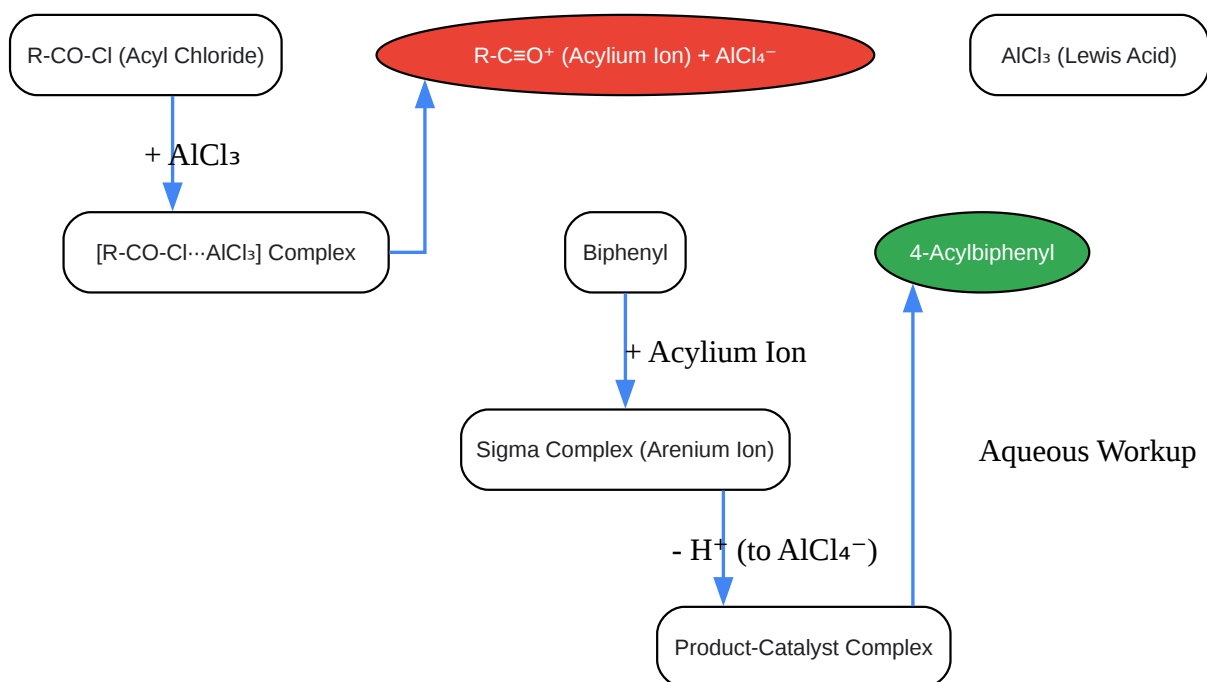 R-CO-Cl (Acyl Chloride)
R-C≡O⁺ (Acylium Ion) + AlCl₄⁻
AlCl₃ (Lewis Acid)
+ AlCl₃
[R-CO-Cl···AlCl₃] Complex
Biphenyl
4-Acylbiphenyl
+ Acylium Ion
Sigma Complex (Arenium Ion)
Aqueous Workup
- H⁺ (to AlCl₄⁻)
Product-Catalyst Complex